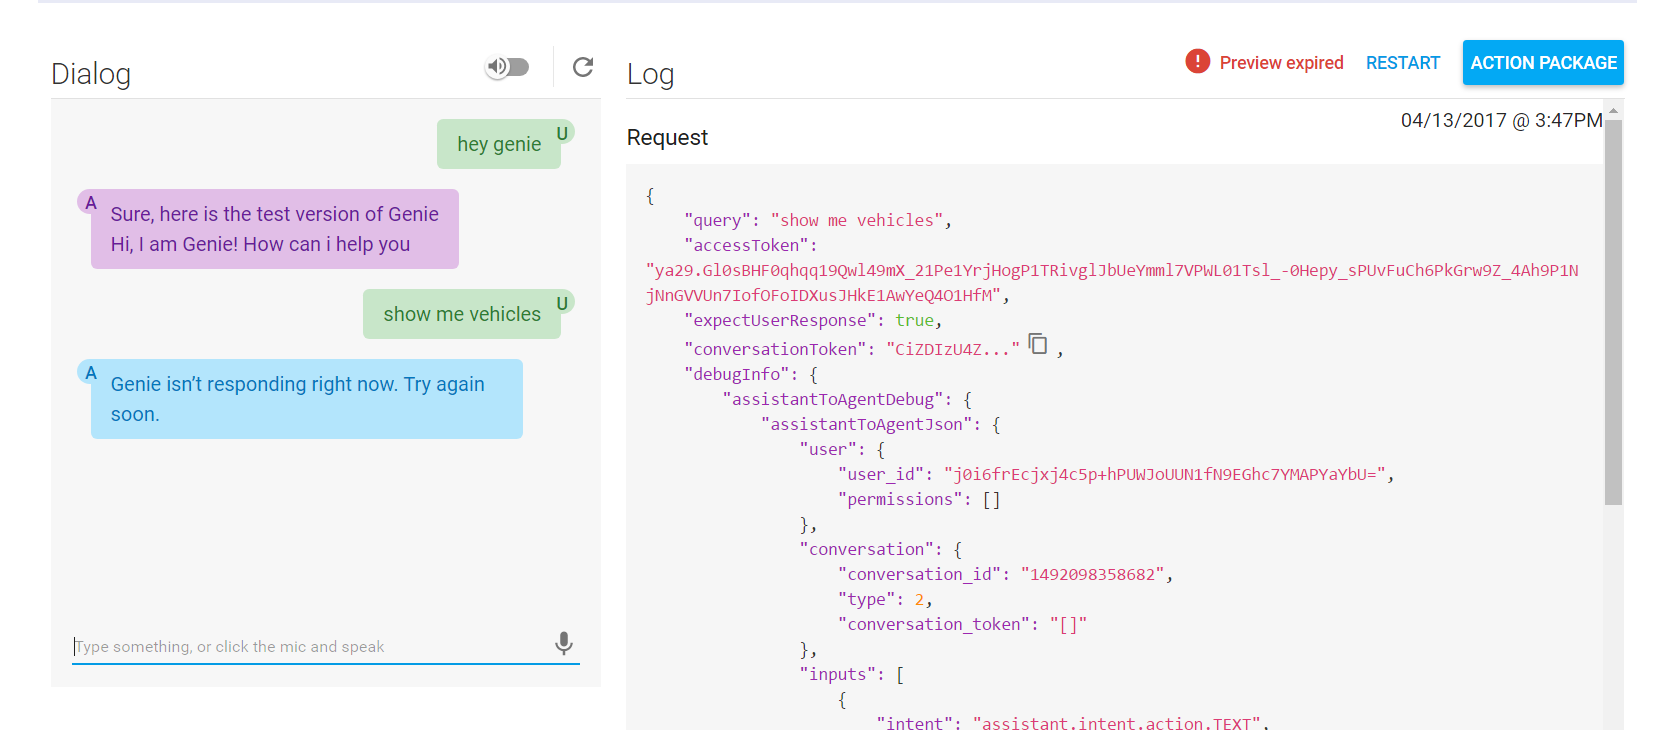 Dialog
hey genie
U
A
Sure, here is the test version of Genie
Hi, I am Genie! How can i help you
show me vehicles
U
A
Genie isn’t responding right now. Try again
soon.
Type something, or click the mic and speak
Log
! Preview expired RESTART ACTION PACKAGE
04/13/2017 @ 3:47PM
Request
{
"query": "show me vehicles",
"accessToken":
"ya29.Gl0sBHF0qhqq19Qwl49mX_21Pe1YrjHogP1TRivglJbUeYmml7VPWL01Tsl_-0Hepy_sPUvFuCh6PkGrw9Z_4Ah9P1N
jNnGVVUn7IofOFoIDXusJHkE1AwYeQ4O1HfM",
"expectUserResponse": true,
"conversationToken": "CiZDIzU4Z..." ,
"debugInfo": {
"assistantToAgentDebug": {
"assistantToAgentJson": {
"user": {
"user_id": "j0i6frEcjxj4c5p+hPUWJoUUN1fN9EGhc7YMAPYaYbU=",
"permissions": []
},
"conversation": {
"conversation_id": "1492098358682",
"type": 2,
"conversation_token": "[]"
},
"inputs": [
{
"intent": "assistant.intent.action.TEXT",